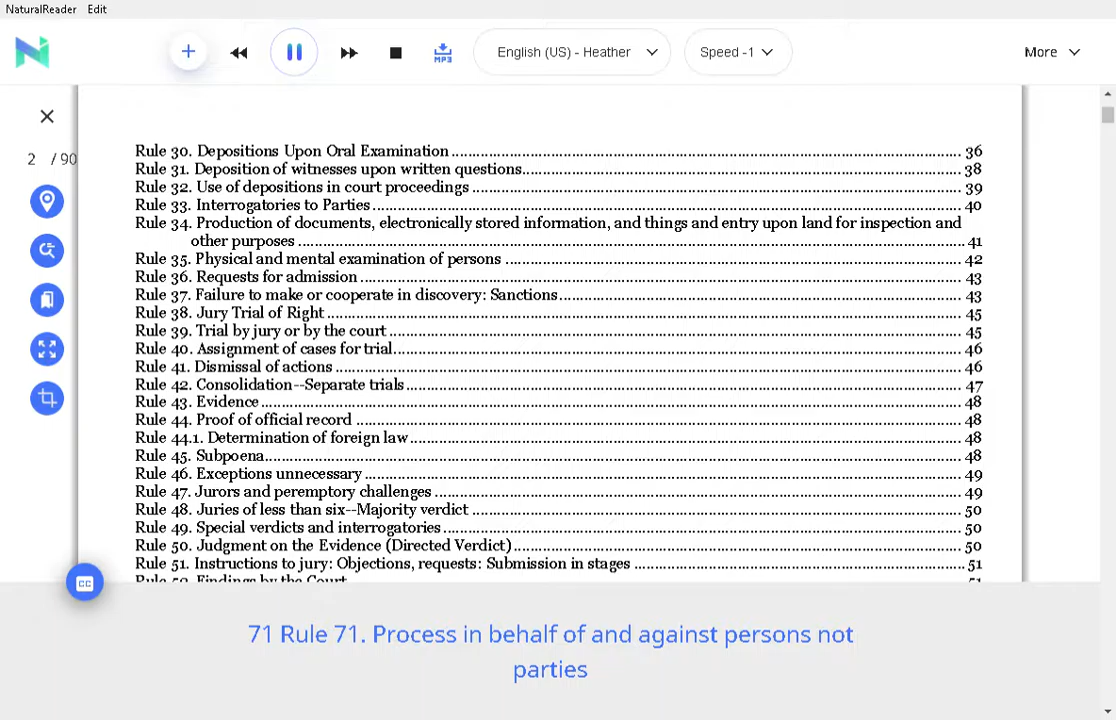 NaturalReader Edit
MP3 English (US) - Heather Speed -1 More
2 / 90
Rule 30. Depositions Upon Oral Examination 36
Rule 31. Deposition of witnesses upon written questions 38
Rule 32. Use of depositions in court proceedings 39
Rule 33. Interrogatories to Parties 40
Rule 34. Production of documents, electronically stored information, and things and entry upon land for inspection and
other purposes 41
Rule 35. Physical and mental examination of persons 42
Rule 36. Requests for admission 43
Rule 37. Failure to make or cooperate in discovery: Sanctions 43
Rule 38. Jury Trial of Right 45
Rule 39. Trial by jury or by the court 45
Rule 40. Assignment of cases for trial 46
Rule 41. Dismissal of actions 46
Rule 42. Consolidation--Separate trials 47
Rule 43. Evidence 48
Rule 44. Proof of official record 48
Rule 44.1. Determination of foreign law 48
Rule 45. Subpoena 48
Rule 46. Exceptions unnecessary 49
Rule 47. Jurors and peremptory challenges 49
Rule 48. Juries of less than six--Majority verdict 50
Rule 49. Special verdicts and interrogatories 50
Rule 50. Judgment on the Evidence (Directed Verdict) 50
Rule 51. Instructions to jury: Objections, requests: Submission in stages 51
Rule 52. Findings by the Court 51
CC
71 Rule 71. Process in behalf of and against persons not
parties